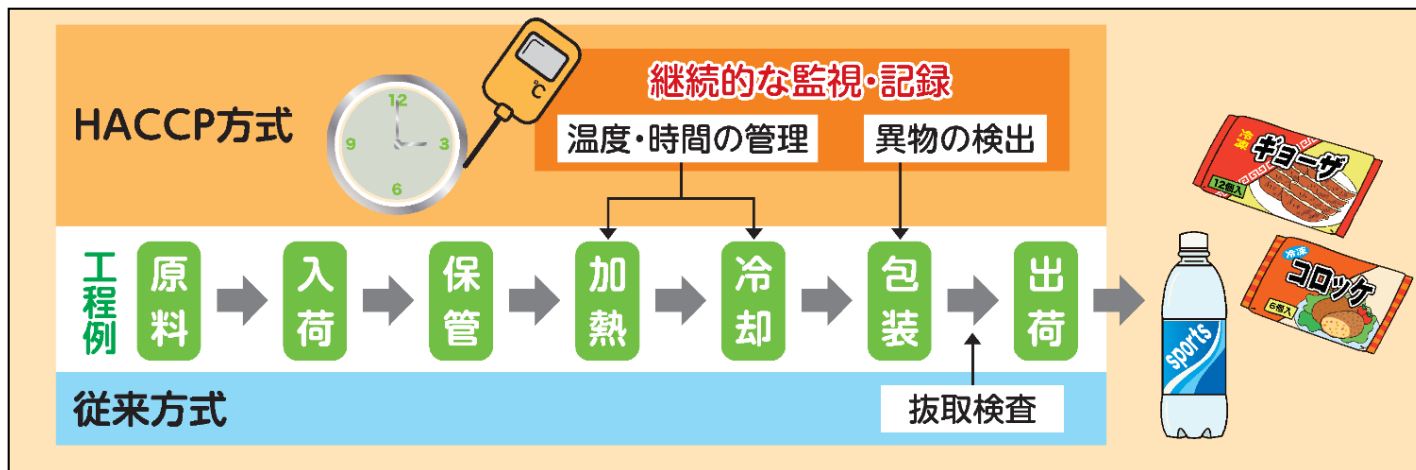 継続的な監視・記録
HACCP方式
温度・時間の管理
異物の検出
12
3
6
9
℃
工程例
原料
入荷
保管
加熱
冷却
包装
出荷
従来方式
抜取検査
冷凍
ギョーザ
12個入
冷凍
コロッケ
6個入
sports